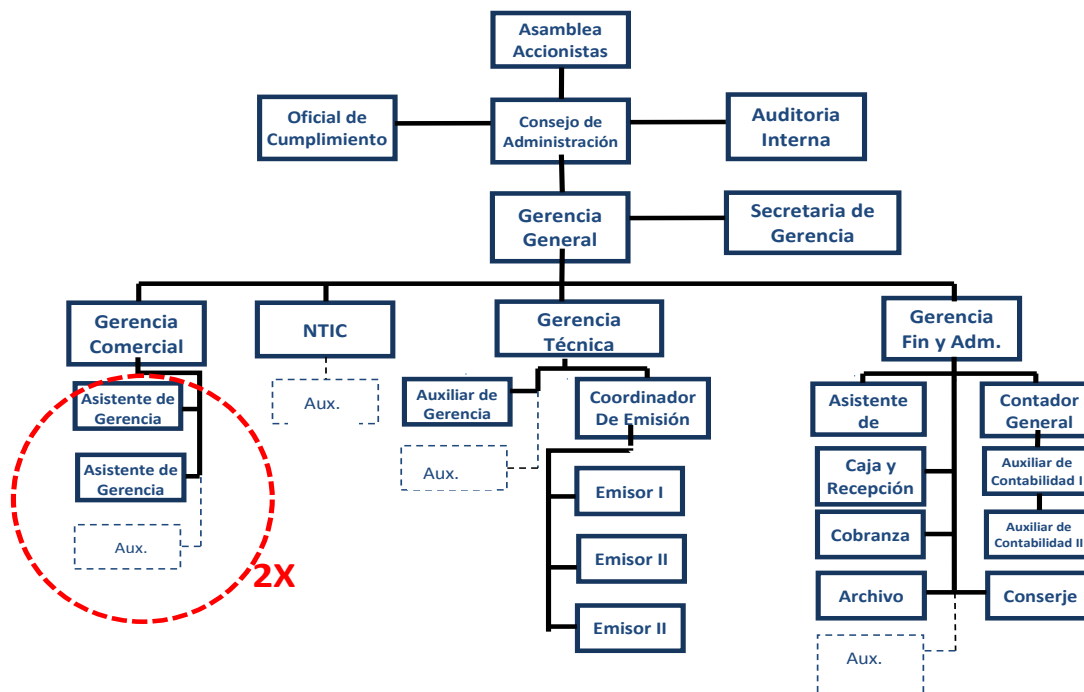 Asamblea
Accionistas
Oficial de
Cumplimiento
Consejo de
Administración
Auditoria
Interna
Gerencia
General
Secretaria de
Gerencia
Gerencia
Comercial
NTIC
Gerencia
Técnica
Gerencia
Fin y Adm.
Asistente de
Gerencia
Asistente de
Gerencia
Aux.
2X
Aux.
Auxiliar de
Gerencia
Aux.
Coordinador
De Emisión
Emisor I
Emisor II
Emisor II
Asistente
de
Caja y
Recepción
Cobranza
Archivo
Aux.
Contador
General
Auxiliar de
Contabilidad I
Auxiliar de
Contabilidad II
Conserje